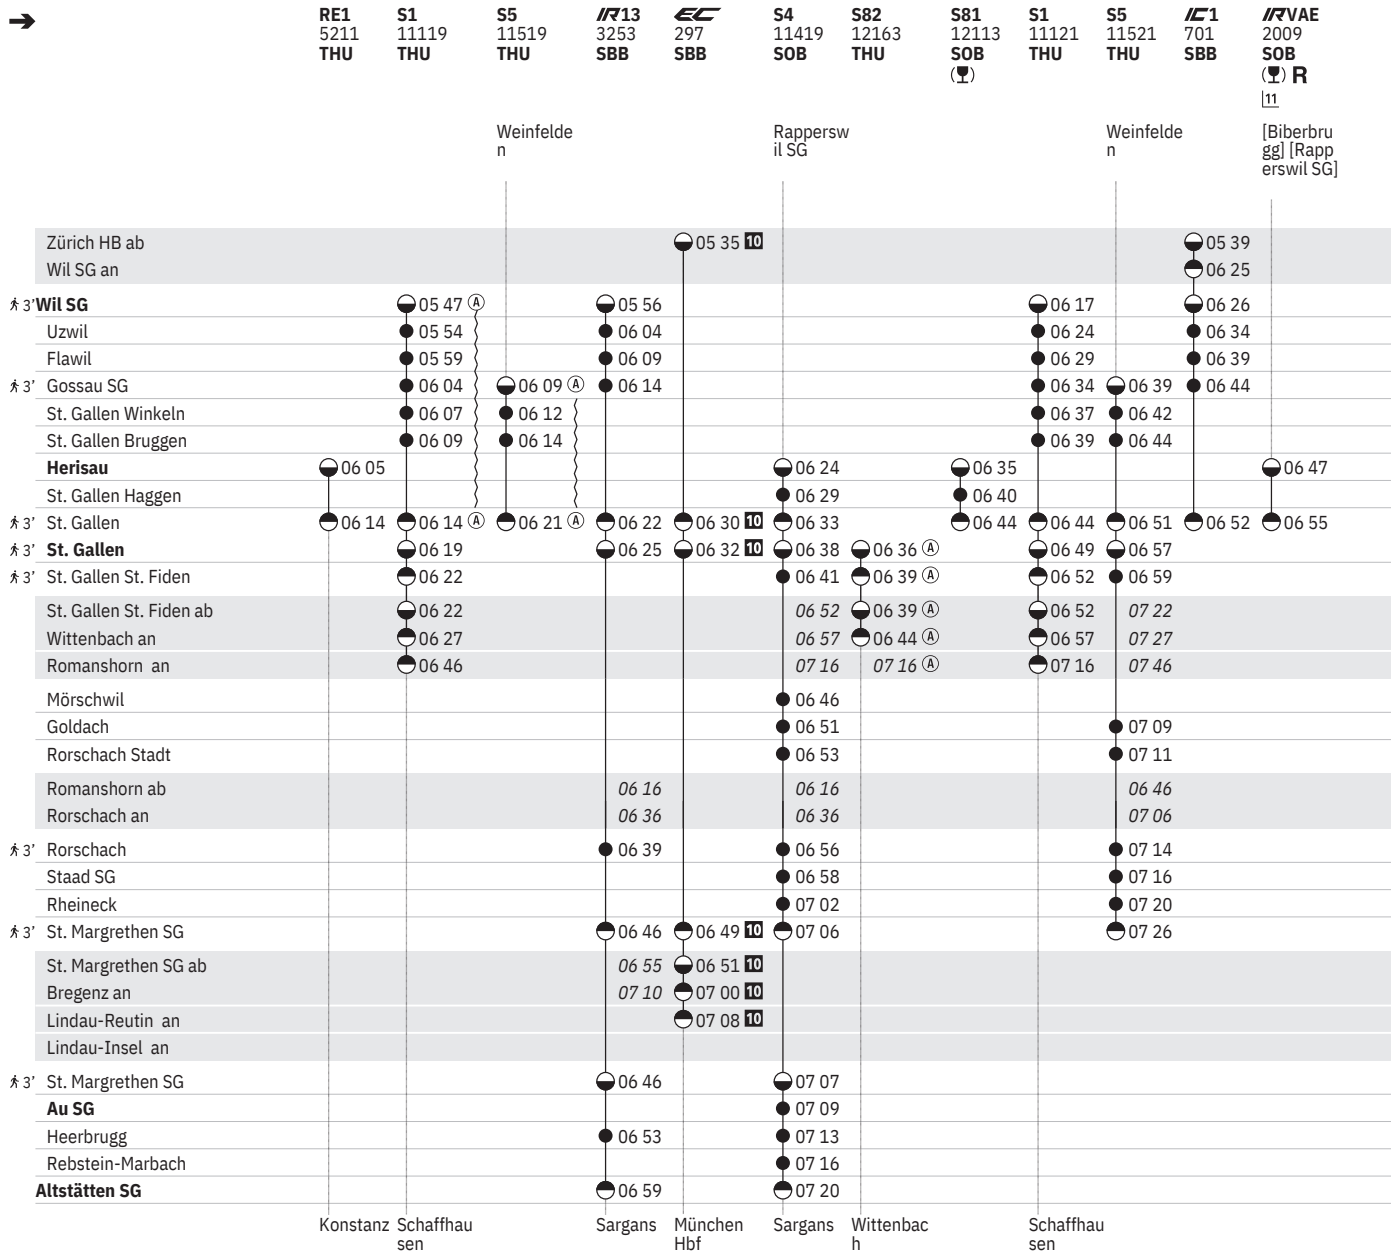 ➔ RE1 S1 S5 IR13 EC S4 S82 S81 S1 S5 IC1 IRVAE
5211 11119 11519 3253 297 11419 12163 12113 11121 11521 701 2009
THU THU THU SBB SBB SOB THU SOB THU THU SBB SOB
R
11
Weinfelde Rappersw Weinfelde [Biberbru
n il SG n gg] [Rapp
erswil SG]
Zürich HB ab 05 35 10 05 39
Wil SG an 06 25
3' Wil SG 05 47 A 05 56 06 17 06 26
Uzwil 05 54 06 04 06 24 06 34
Flawil 05 59 06 09 06 29 06 39
3' Gossau SG 06 04 06 09 A 06 14 06 34 06 39 06 44
St. Gallen Winkeln 06 07 06 12 06 37 06 42
St. Gallen Bruggen 06 09 06 14 06 39 06 44
Herisau 06 05 06 24 06 35 06 47
St. Gallen Haggen 06 29 06 40
3' St. Gallen 06 14 06 14 A 06 21 A 06 22 06 30 10 06 33 06 44 06 44 06 51 06 52 06 55
3' St. Gallen 06 19 06 25 06 32 10 06 38 06 36 A 06 49 06 57
3' St. Gallen St. Fiden 06 22 06 41 06 39 A 06 52 06 59
St. Gallen St. Fiden ab 06 22 06 52 06 39 A 06 52 07 22
Wittenbach an 06 27 06 57 06 44 A 06 57 07 27
Romanshorn an 06 46 07 16 07 16 A 07 16 07 46
Mörschwil 06 46
Goldach 06 51 07 09
Rorschach Stadt 06 53 07 11
Romanshorn ab 06 16 06 16 06 46
Rorschach an 06 36 06 36 07 06
3' Rorschach 06 39 06 56 07 14
Staad SG 06 58 07 16
Rheineck 07 02 07 20
3' St. Margrethen SG 06 46 06 49 10 07 06 07 26
St. Margrethen SG ab 06 55 06 51 10
Bregenz an 07 10 07 00 10
Lindau-Reutin an 07 08 10
Lindau-Insel an
3' St. Margrethen SG 06 46 07 07
Au SG 07 09
Heerbrugg 06 53 07 13
Rebstein-Marbach 07 16
Altstätten SG 06 59 07 20
Konstanz Schaffhau Sargans München Sargans Wittenbac Schaffhau
sen Hbf h sen